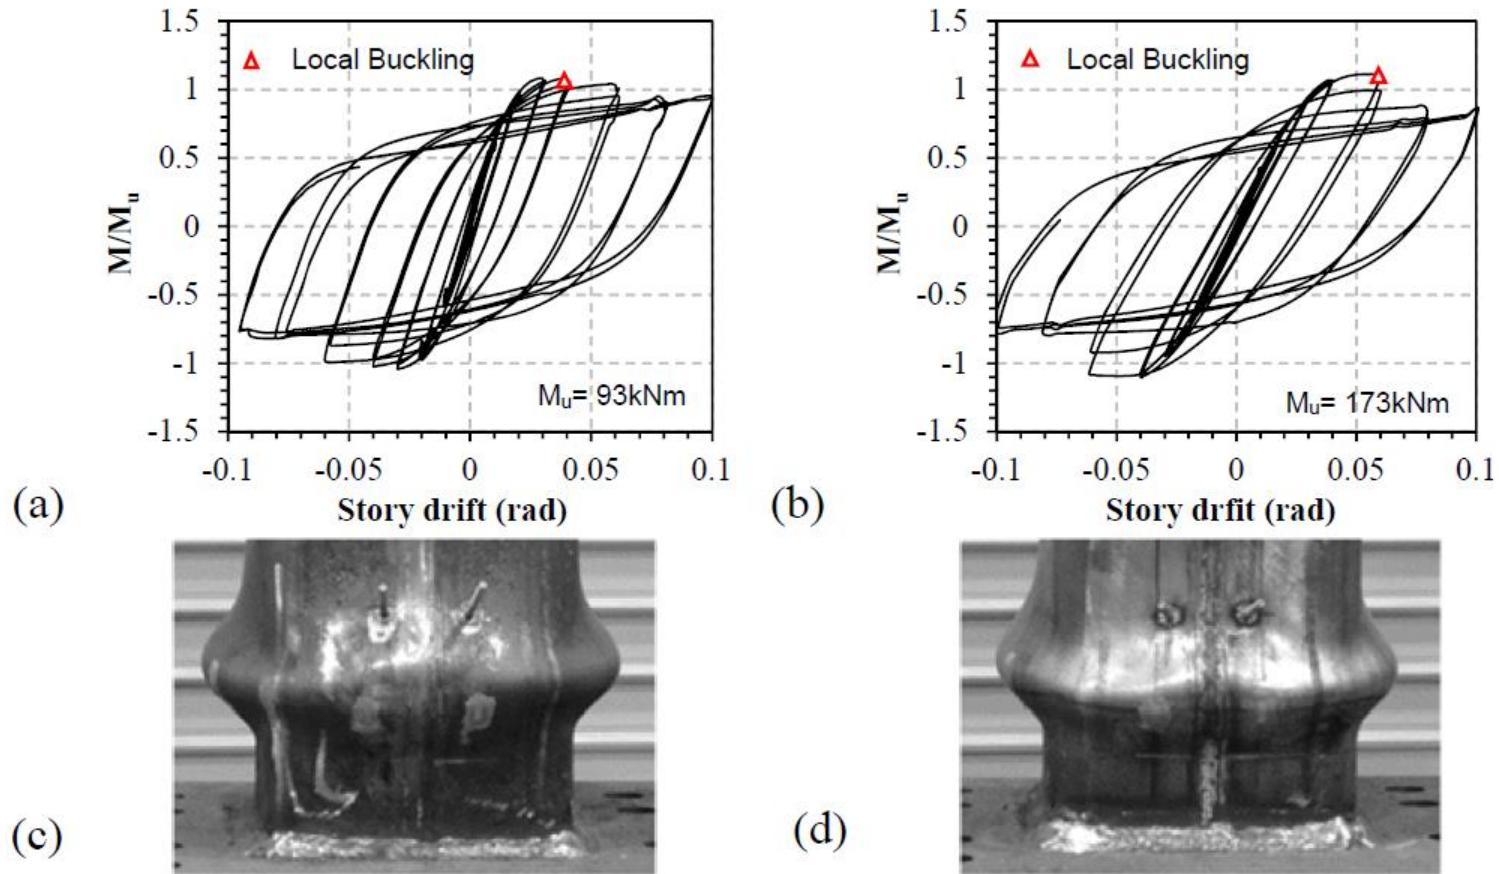 1.5
1
0.5
0
-0.5
-1
-1.5
M/Mu
Local Buckling
Mu= 93kNm
-0.1 -0.05 0 0.05 0.1
Story drift (rad)
(a)
1.5
1
0.5
0
-0.5
-1
-1.5
M/Mu
Local Buckling
Mu= 173kNm
-0.1 -0.05 0 0.05 0.1
Story drfit (rad)
(b)
(c)
(d)